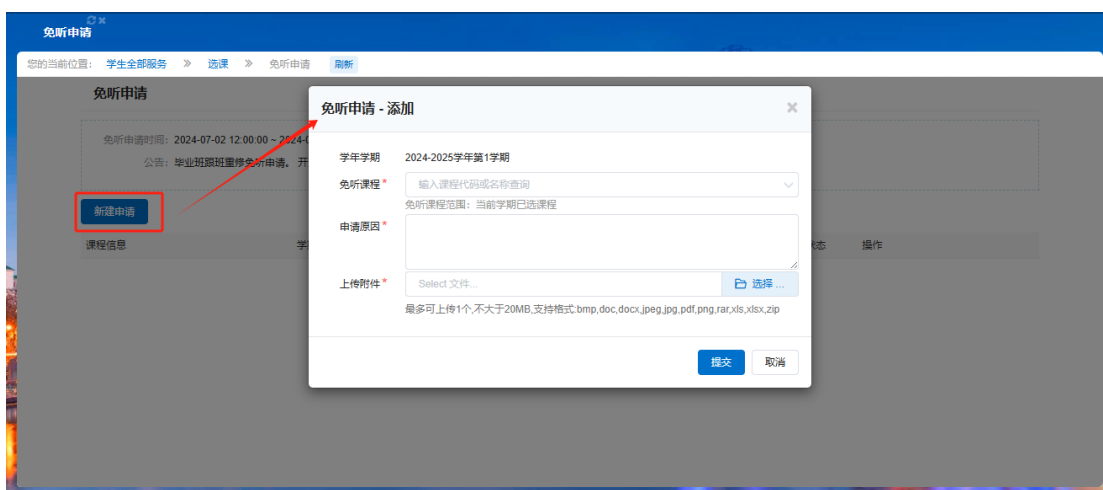 免听申请
您的当前位置： 学生全部服务 » 选课 » 免听申请 刷新
免听申请
免听申请时间：2024-07-02 12:00:00 ~ 2024-0
公告：毕业班跟班重修免听申请。开
新建申请
课程信息 学 状态 操作
免听申请 - 添加
学年学期 2024-2025学年第1学期
免听课程* 输入课程代码或名称查询
免听课程范围：当前学期已选课程
申请原因*
上传附件* Select 文件... 选择 ...
最多可上传1个,不大于20MB,支持格式:bmp,doc,docx,jpeg,jpg,pdf,png,rar,xls,xlsx,zip
提交 取消